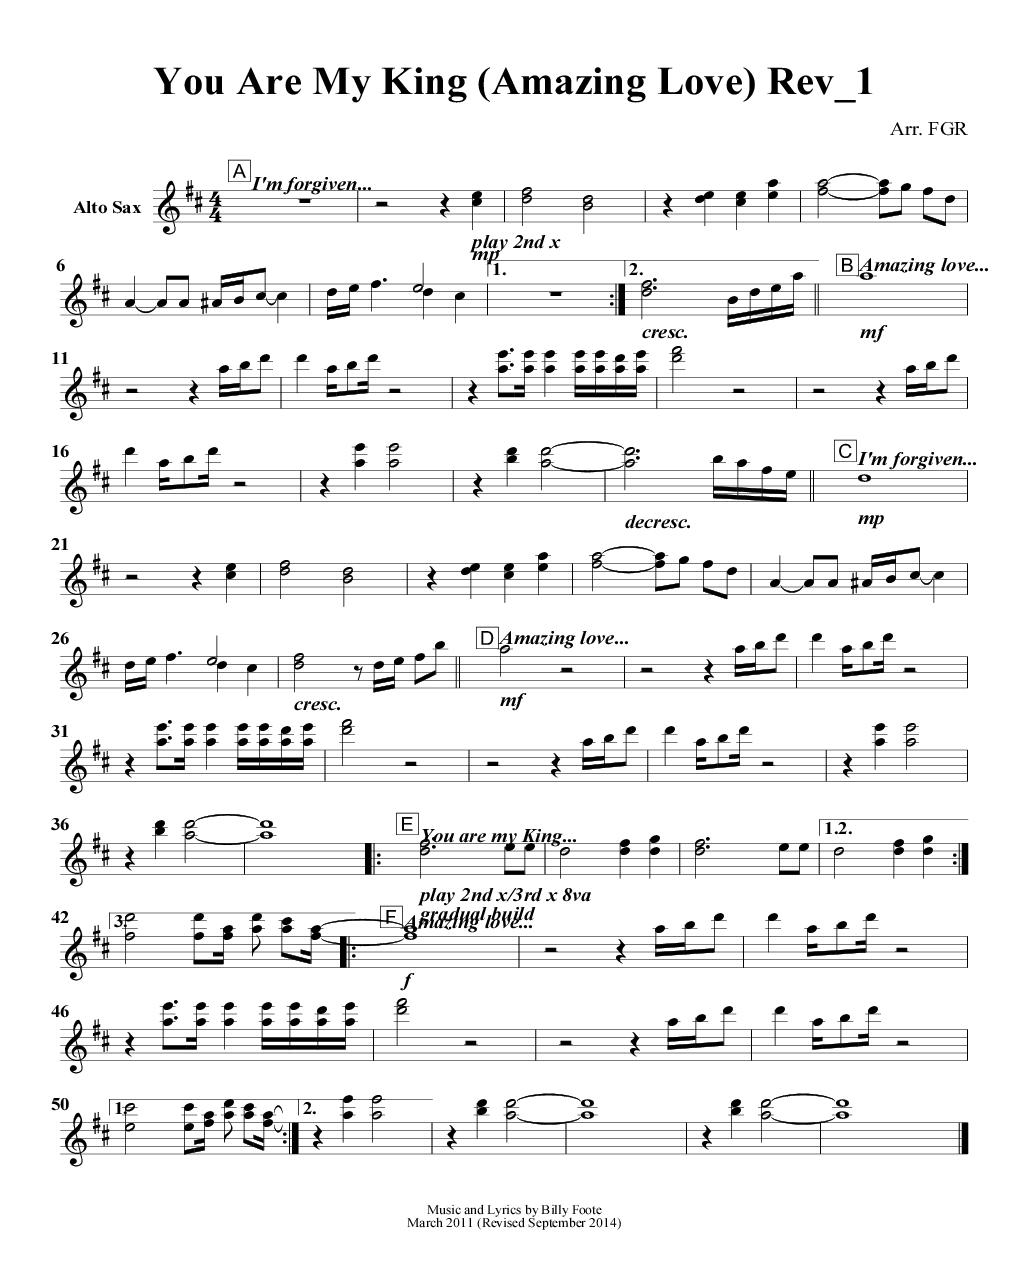 You Are My King (Amazing Love) Rev_1
Arr. FGR
A
I'm forgiven...
Alto Sax
4
4
play 2nd x
mp
6
1.
2.
B
Amazing love...
cresc.
mf
11
16
C
I'm forgiven...
decresc.
mp
21
26
D
Amazing love...
cresc.
mf
31
36
E
You are my King...
1.2.
play 2nd x/3rd x 8va
gradual build
42
3.
F
Amazing love...
f
46
50
1.
2.
Music and Lyrics by Billy Foote
March 2011 (Revised September 2014)